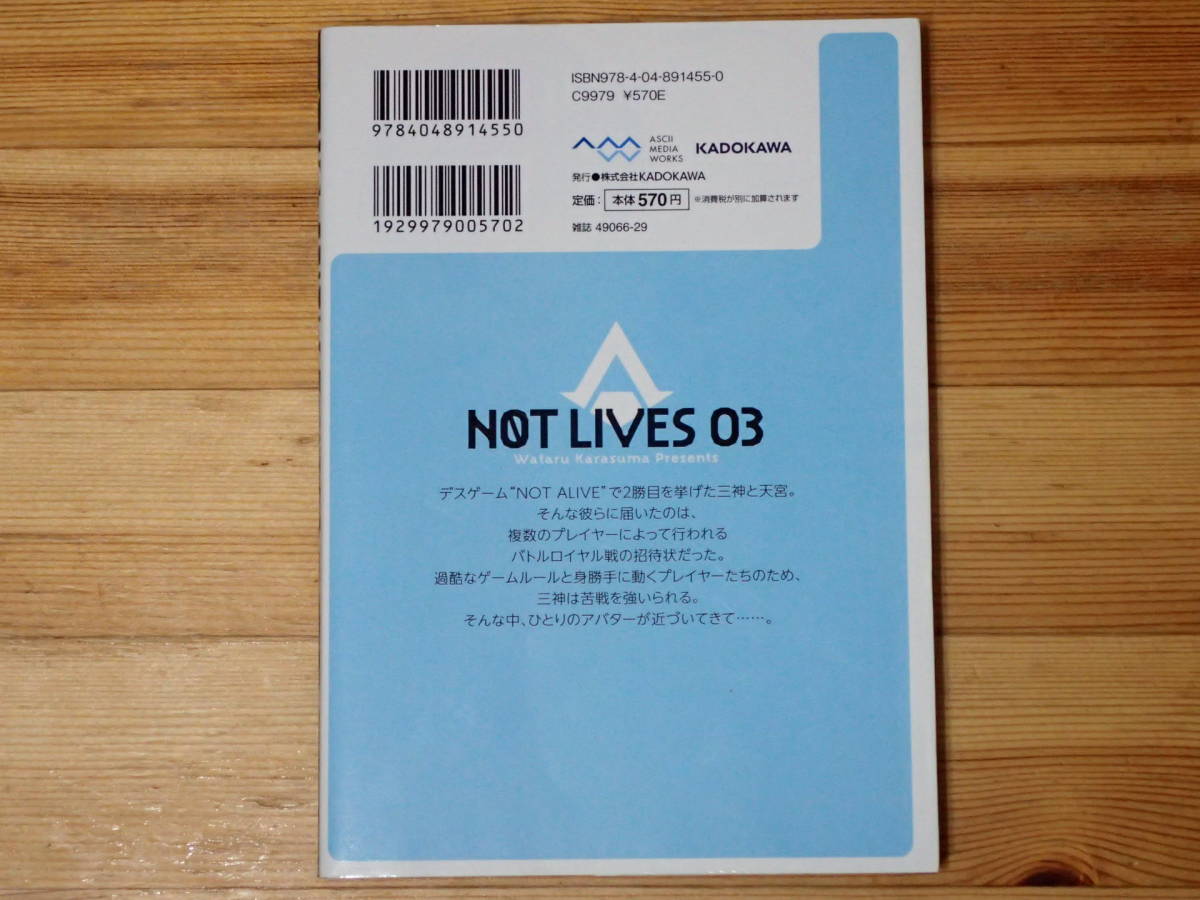 9784048914550
1929979005702
ISBN978-4-04-891455-0
C9979 ¥570E
ASCII
MEDIA
WORKS
KADOKAWA
発行●株式会社KADOKAWA
定価: 本体570円 ※消費税が別に加算されます
雑誌 49066-29
NØT LIVES 03
Wataru Karasuma Presents
デスゲーム“NOT ALIVE”で2勝目を挙げた三神と天宮。
そんな彼らに届いたのは、
複数のプレイヤーによって行われる
バトルロイヤル戦の招待状だった。
過酷なゲームルールと身勝手に動くプレイヤーたちのため、
三神は苦戦を強いられる。
そんな中、ひとりのアバターが近づいてきて……。